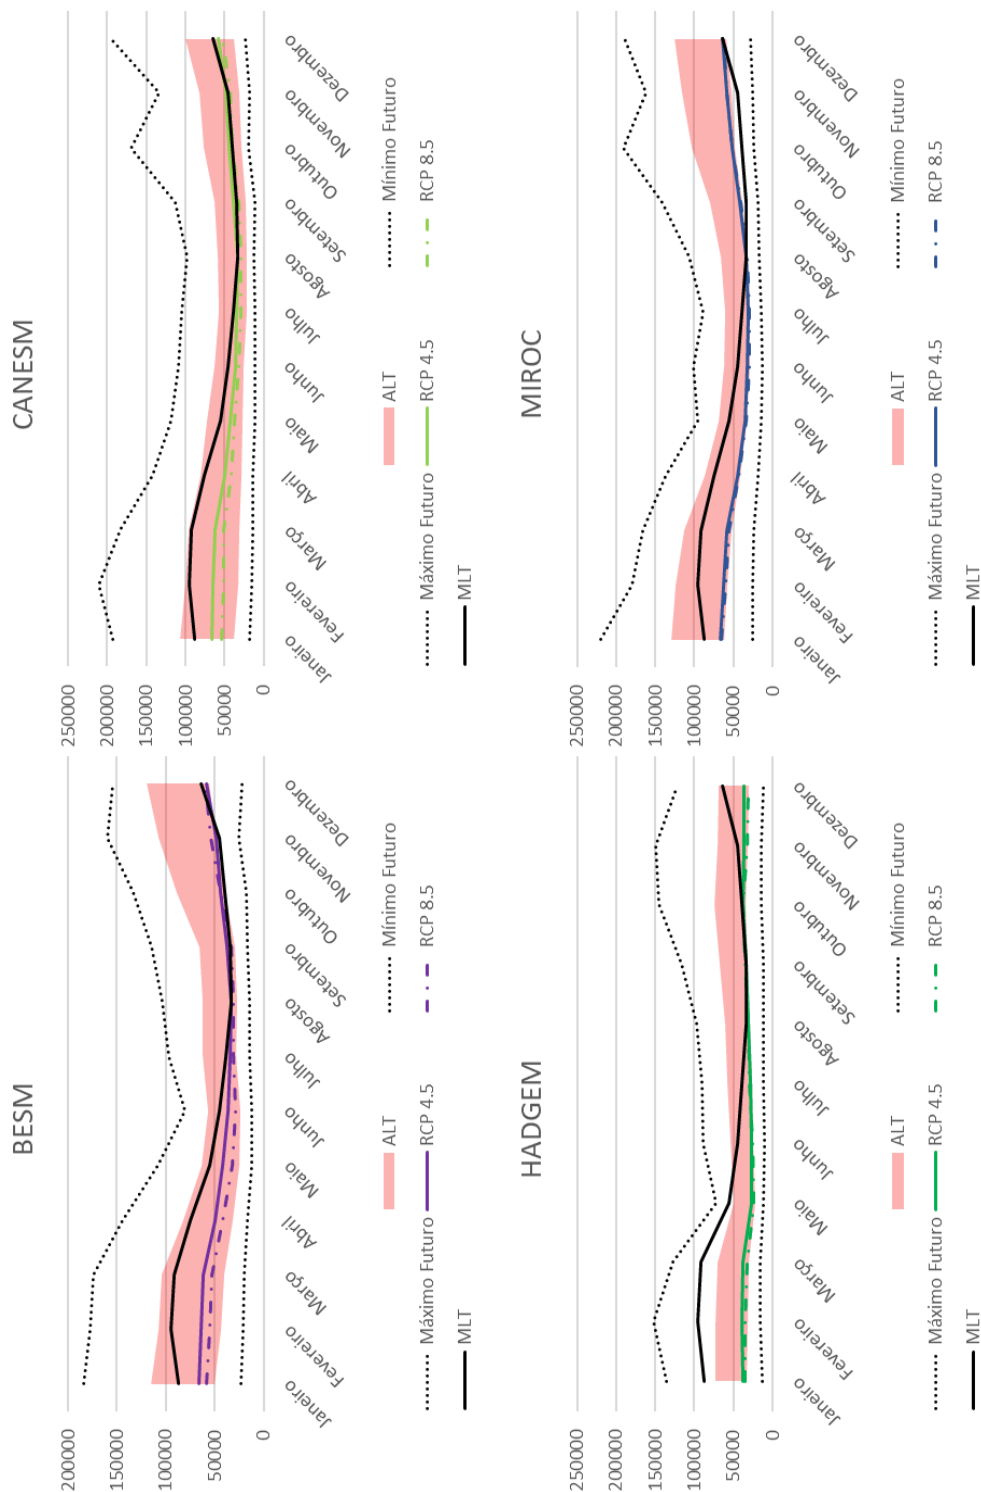 BESM
200000
150000
100000
50000
0
Janeiro Fevereiro Março Abril Maio Junho Julho Agosto Setembro Outubro Novembro Dezembro
ALT Mínimo Futuro
Máximo Futuro RCP 4.5 RCP 8.5
MLT
CANESM
250000
200000
150000
100000
50000
0
Janeiro Fevereiro Março Abril Maio Junho Julho Agosto Setembro Outubro Novembro Dezembro
ALT Mínimo Futuro
Máximo Futuro RCP 4.5 RCP 8.5
MLT
HADGEM
250000
200000
150000
100000
50000
0
Janeiro Fevereiro Março Maio Junho Julho Agosto Setembro Outubro Novembro Dezembro
ALT Mínimo Futuro
Máximo Futuro RCP 4.5 RCP 8.5
MLT
MIROC
250000
200000
150000
100000
50000
0
Janeiro Fevereiro Março Abril Maio Junho Julho Agosto Setembro Outubro Novembro Dezembro
ALT Mínimo Futuro
Máximo Futuro RCP 4.5 RCP 8.5
MLT